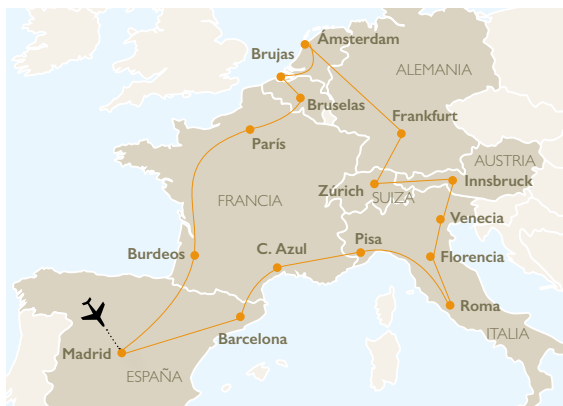 Ámsterdam
Brujas
ALEMANIA
Bruselas
Frankfurt
París
AUSTRIA
Zúrich
SUIZA
Innsbruck
FRANCIA
Venecia
Burdeos
C. Azul
Pisa
Florencia
Roma
Barcelona
ITALIA
Madrid
ESPAÑA